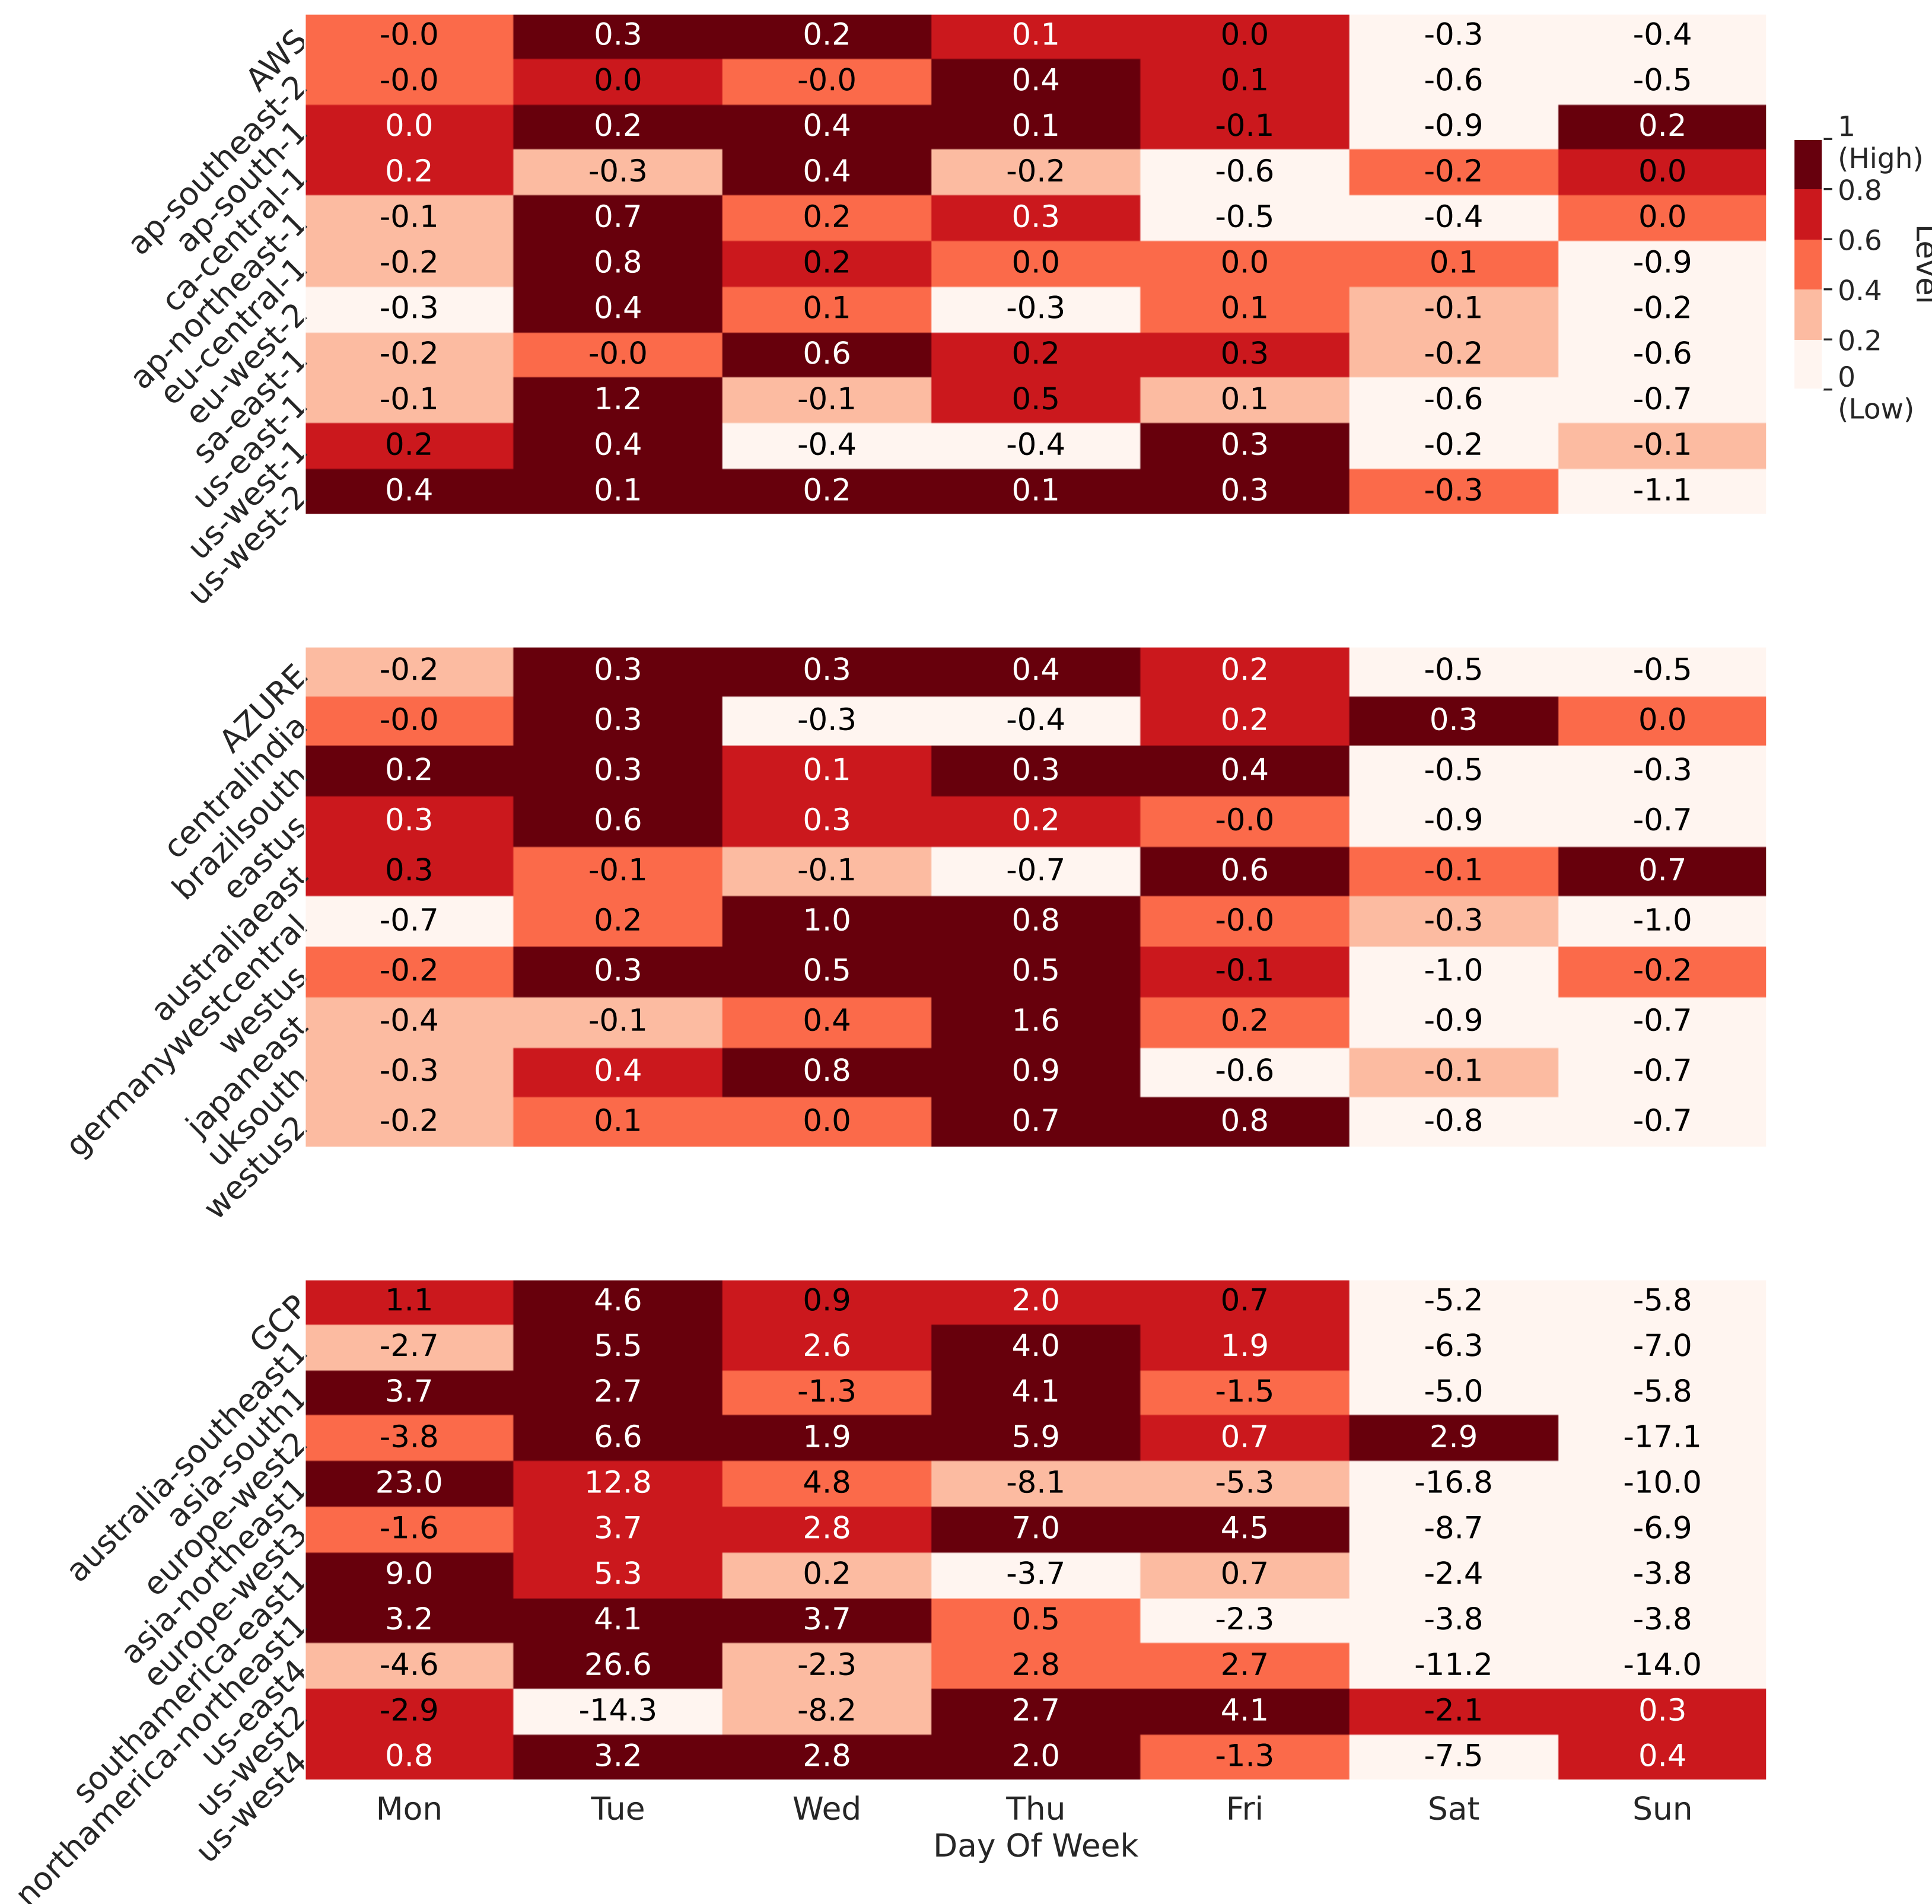 AWS -0.0 0.3 0.2 0.1 0.0 -0.3 -0.4
ap-southeast-2 -0.0 0.0 -0.0 0.4 0.1 -0.6 -0.5
ap-south-1 0.0 0.2 0.4 0.1 -0.1 -0.9 0.2
ca-central-1 0.2 -0.3 0.4 -0.2 -0.6 -0.2 0.0
ap-northeast-1 -0.1 0.7 0.2 0.3 -0.5 -0.4 0.0
eu-central-1 -0.2 0.8 0.2 0.0 0.0 0.1 -0.9
eu-west-2 -0.3 0.4 0.1 -0.3 0.1 -0.1 -0.2
sa-east-1 -0.2 -0.0 0.6 0.2 0.3 -0.2 -0.6
us-east-1 -0.1 1.2 -0.1 0.5 0.1 -0.6 -0.7
us-west-1 0.2 0.4 -0.4 -0.4 0.3 -0.2 -0.1
us-west-2 0.4 0.1 0.2 0.1 0.3 -0.3 -1.1
1
(High)
0.8
0.6
0.4
0.2
0
(Low)
Level
AZURE -0.2 0.3 0.3 0.4 0.2 -0.5 -0.5
centralindia -0.0 0.3 -0.3 -0.4 0.2 0.3 0.0
brazilsouth 0.2 0.3 0.1 0.3 0.4 -0.5 -0.3
eastus 0.3 0.6 0.3 0.2 -0.0 -0.9 -0.7
australiaeast 0.3 -0.1 -0.1 -0.7 0.6 -0.1 0.7
germanywestcentral -0.7 0.2 1.0 0.8 -0.0 -0.3 -1.0
westus -0.2 0.3 0.5 0.5 -0.1 -1.0 -0.2
japaneast -0.4 -0.1 0.4 1.6 0.2 -0.9 -0.7
uksouth -0.3 0.4 0.8 0.9 -0.6 -0.1 -0.7
westus2 -0.2 0.1 0.0 0.7 0.8 -0.8 -0.7
GCP 1.1 4.6 0.9 2.0 0.7 -5.2 -5.8
australia-southeast1 -2.7 5.5 2.6 4.0 1.9 -6.3 -7.0
asia-south1 3.7 2.7 -1.3 4.1 -1.5 -5.0 -5.8
europe-west2 -3.8 6.6 1.9 5.9 0.7 2.9 -17.1
asia-northeast1 23.0 12.8 4.8 -8.1 -5.3 -16.8 -10.0
europe-west3 -1.6 3.7 2.8 7.0 4.5 -8.7 -6.9
southamerica-east1 9.0 5.3 0.2 -3.7 0.7 -2.4 -3.8
northamerica-northeast1 3.2 4.1 3.7 0.5 -2.3 -3.8 -3.8
us-east4 -4.6 26.6 -2.3 2.8 2.7 -11.2 -14.0
us-west2 -2.9 -14.3 -8.2 2.7 4.1 -2.1 0.3
us-west4 0.8 3.2 2.8 2.0 -1.3 -7.5 0.4
Mon Tue Wed Thu Fri Sat Sun
Day Of Week